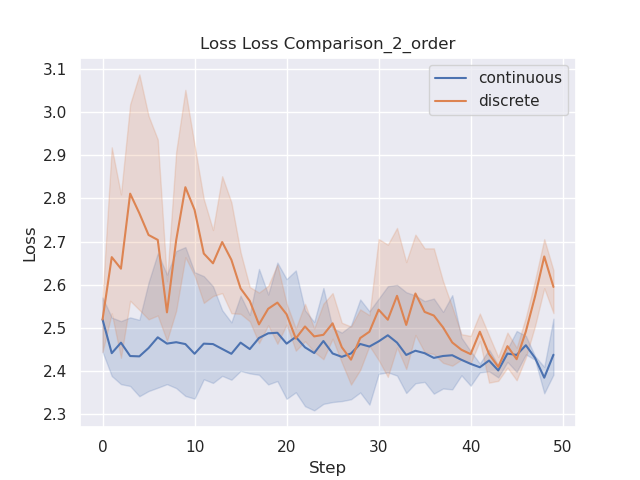 Loss Loss Comparison_2_order
3.1
3.0
2.9
2.8
2.7
2.6
2.5
2.4
2.3
Loss
continuous
discrete
0 10 20 30 40 50
Step